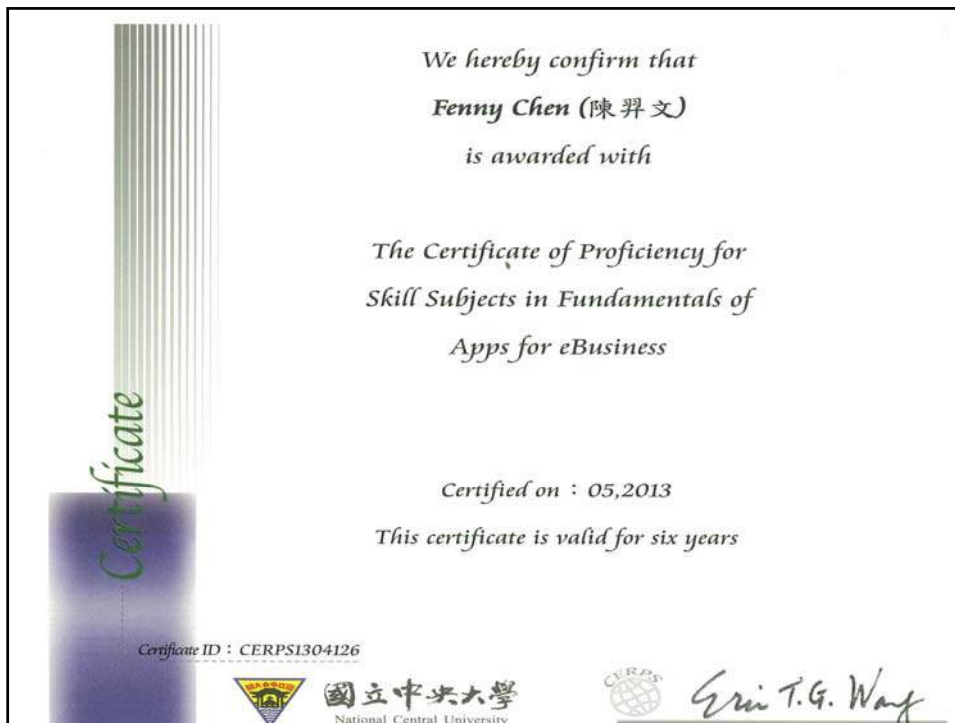 We hereby confirm that
Fenny Chen (陳羿文)
is awarded with
The Certificate of Proficiency for
Skill Subjects in Fundamentals of
Apps for eBusiness
Certificate
Certified on：05,2013
This certificate is valid for six years
Certificate ID：CERPS1304126
國立中央大學
National Central University
CERPS
Eric T.G. Wang